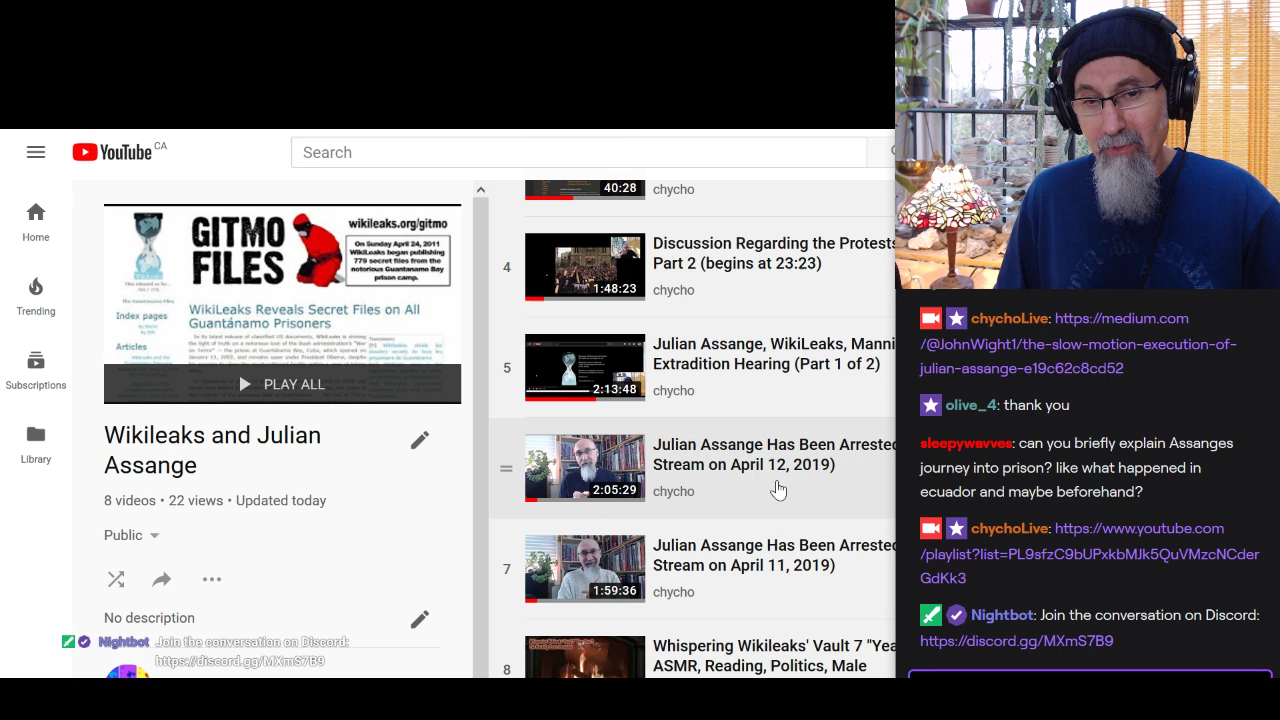 YouTube CA
Search
Home
Trending
Subscriptions
Library
GITMO
FILES
wikileaks.org/gitmo
On Sunday April 24, 2011
WikiLeaks began publishing
779 secret files from the
notorious Guantanamo Bay
prison camp.
WikiLeaks Reveals Secret Files on All
Guantánamo Prisoners
Index pages
Articles
PLAY ALL
Wikileaks and Julian
Assange
8 videos • 22 views • Updated today
Public
No description
Nightbot Join the conversation on Discord:
https://discord.gg/MXmS7B9
40:28
chycho
4
1:48:23
Discussion Regarding the Protests
Part 2 (begins at 23:23)
chycho
5
2:13:48
Julian Assange, WikiLeaks, Manni
Extradition Hearing (Part 1 of 2)
chycho
2:05:29
Julian Assange Has Been Arrested
Stream on April 12, 2019)
chycho
7
1:59:36
Julian Assange Has Been Arrested
Stream on April 11, 2019)
chycho
8
Whispering Wikileaks' Vault 7 "Yea
ASMR, Reading, Politics, Male
chychoLive: https://medium.com
/@JohnWight1/the-slow-motion-execution-of-
julian-assange-e19c62c8cd52
olive_4: thank you
sleepywavves: can you briefly explain Assanges
journey into prison? like what happened in
ecuador and maybe beforehand?
chychoLive: https://www.youtube.com
/playlist?list=PL9sfzC9bUPxkbMJk5QuVMzcNCder
GdKk3
Nightbot: Join the conversation on Discord:
https://discord.gg/MXmS7B9